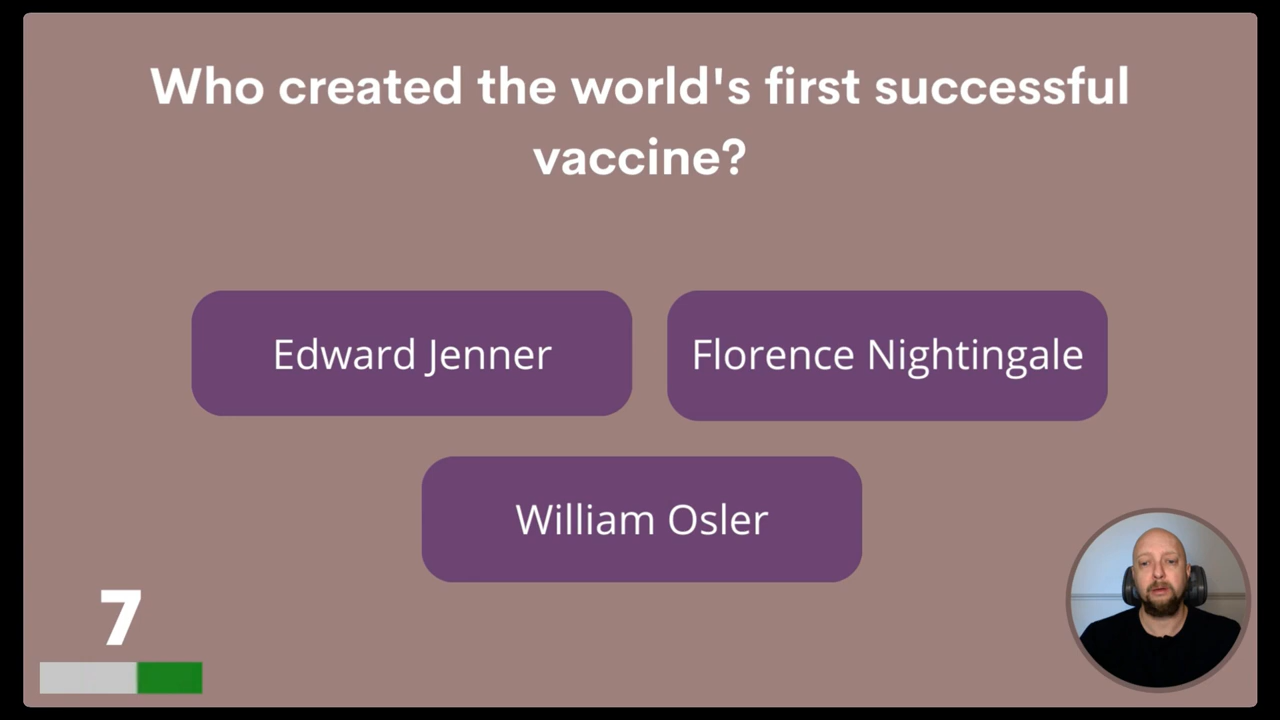 Who created the world's first successful
vaccine?
Edward Jenner
Florence Nightingale
William Osler
7